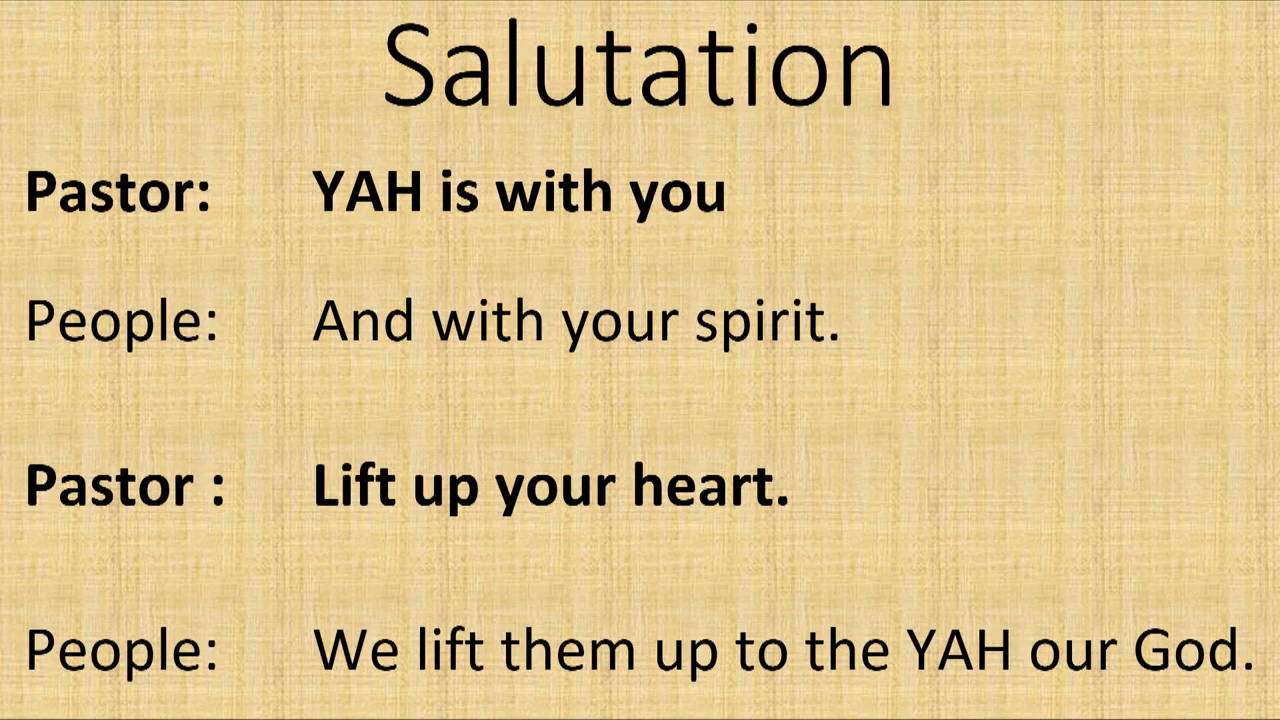 Salutation
Pastor: YAH is with you
People: And with your spirit.
Pastor : Lift up your heart.
People: We lift them up to the YAH our God.